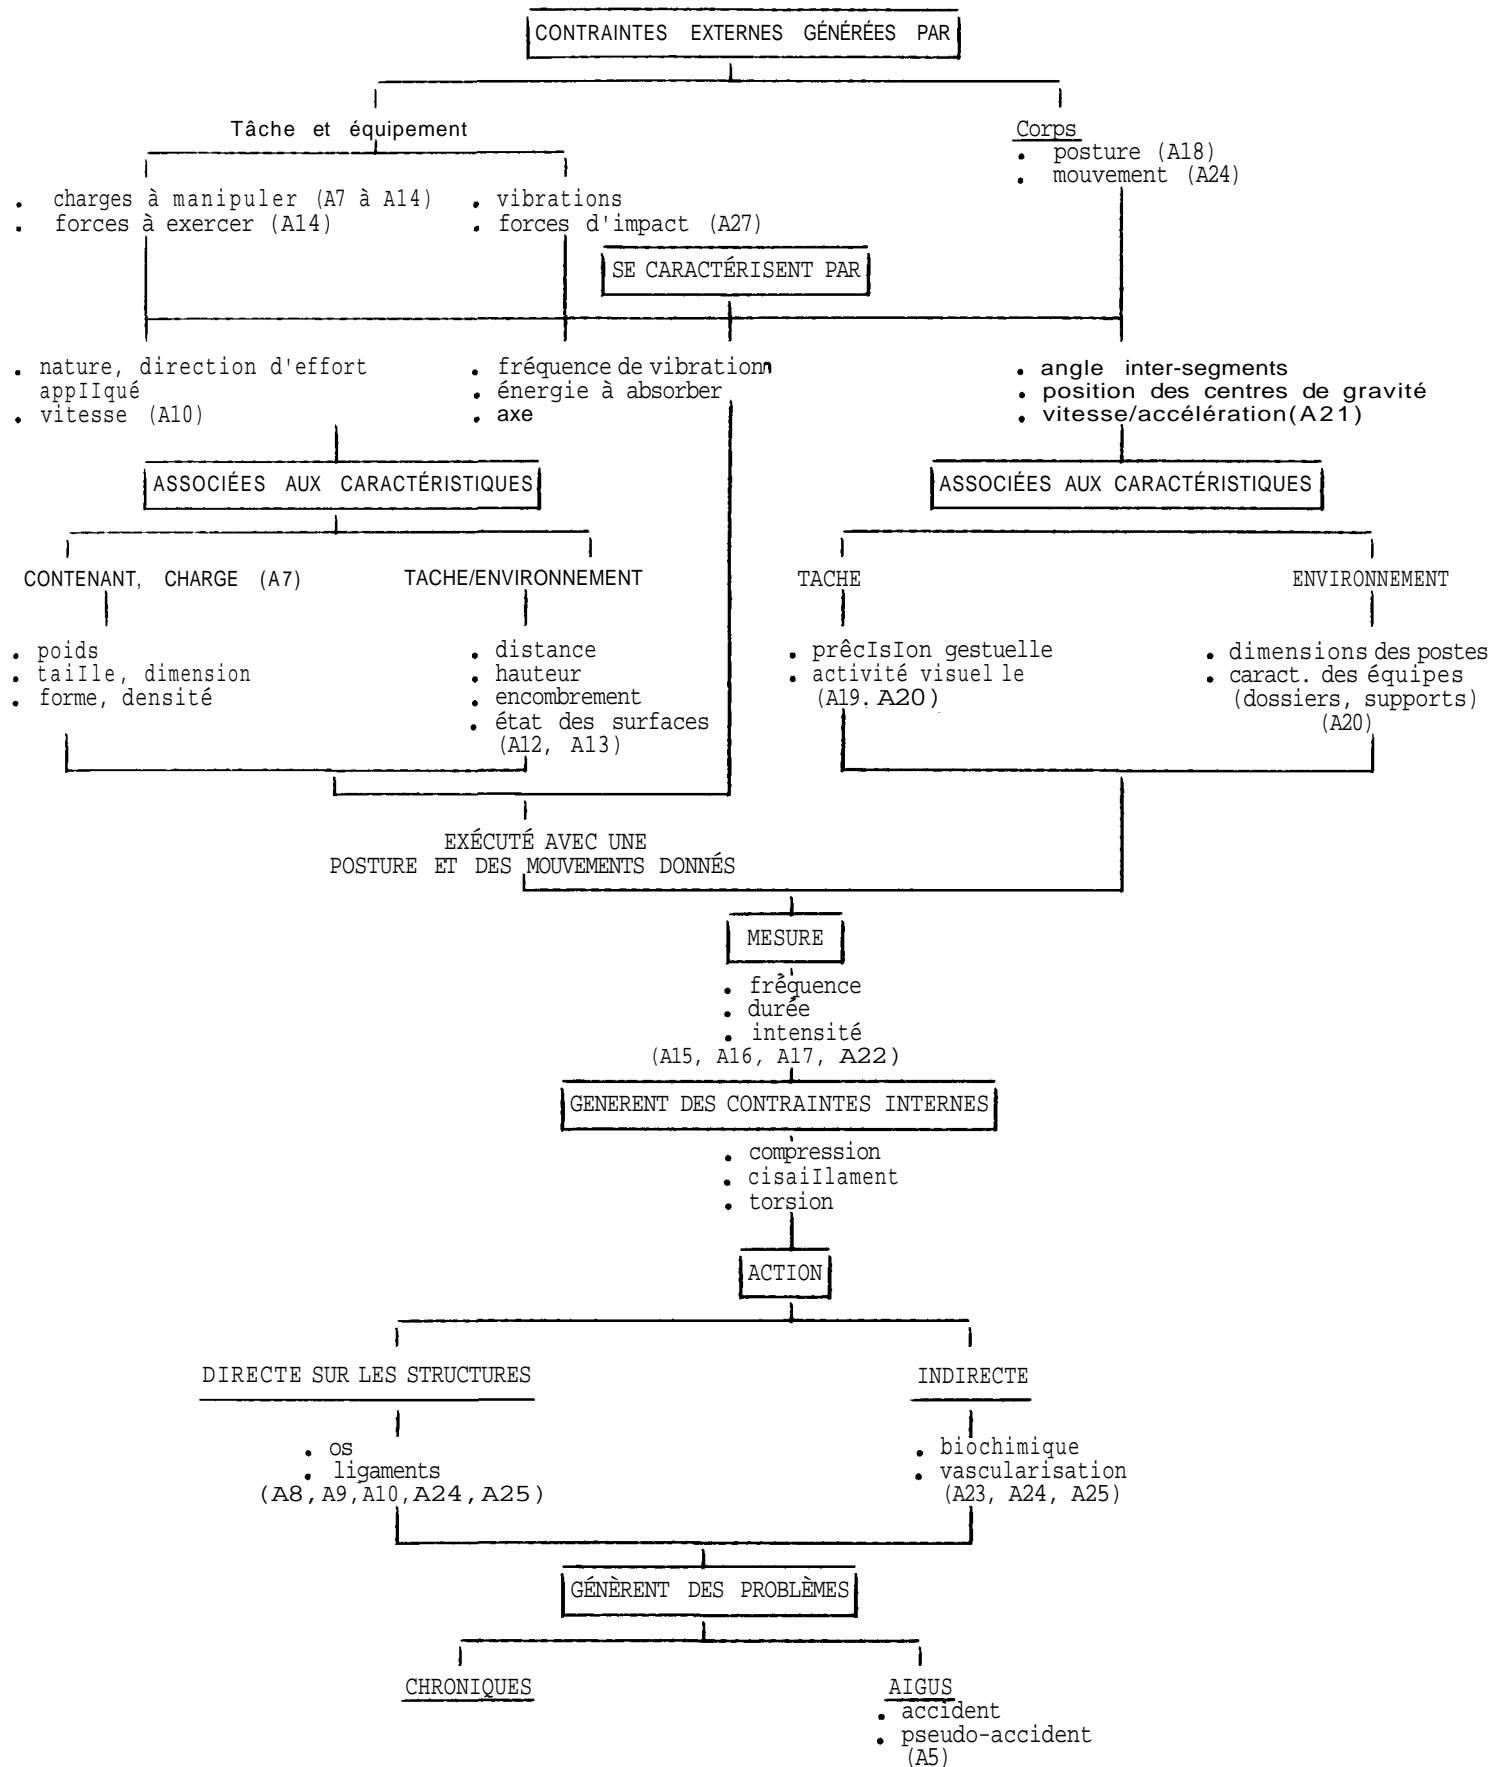 CONTRAINTES EXTERNES GÉNÉRÉES PAR
Tâche et équipement
Corps
• posture (A18)
• mouvement (A24)
• charges à manipuler (A7 à A14)
• forces à exercer (A14)
• vibrations
• forces d'impact (A27)
SE CARACTÉRISENT PAR
• nature, direction d'effort
appIIqué
• vitesse (A10)
• fréquence de vibration
• énergie à absorber
• axe
• angle inter-segments
• position des centres de gravité
• vitesse/accélération(A21)
ASSOCIÉES AUX CARACTÉRISTIQUES
ASSOCIÉES AUX CARACTÉRISTIQUES
CONTENANT, CHARGE (A7)
TACHE/ENVIRONNEMENT
TACHE
ENVIRONNEMENT
• poids
• taiIle, dimension
• forme, densité
• distance
• hauteur
• encombrement
• état des surfaces
(A12, A13)
• prêcIsIon gestuelle
• activité visuel le
(A19. A20)
• dimensions des postes
• caract. des équipes
(dossiers, supports)
(A20)
EXÉCUTÉ AVEC UNE
POSTURE ET DES MOUVEMENTS DONNÉS
MESURE
• fréquence
• durée
• intensité
(A15, A16, A17, A22)
GENERENT DES CONTRAINTES INTERNES
• compression
• cisaiIlament
• torsion
ACTION
DIRECTE SUR LES STRUCTURES
INDIRECTE
• os
• ligaments
(A8, A9, A10, A24, A25)
• biochimique
• vascularisation
(A23, A24, A25)
GÉNÈRENT DES PROBLÈMES
CHRONIQUES
AIGUS
• accident
• pseudo-accident
(A5)